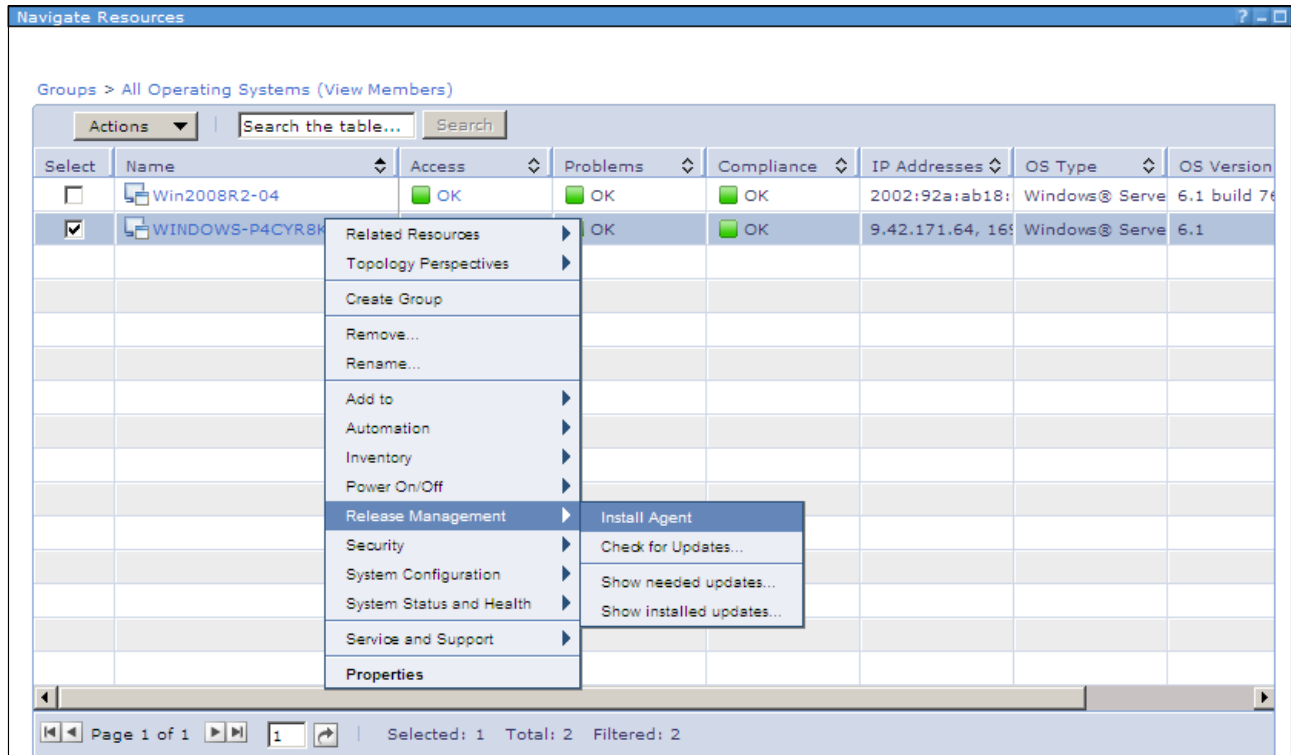 Navigate Resources ? 
Groups > All Operating Systems (View Members)
Actions Search the table... Search
Select Name Access Problems Compliance IP Addresses OS Type OS Version
Win2008R2-04 OK OK OK 2002:92a:ab18: Windows® Serve 6.1 build 76
WINDOWS-P4CYR8K OK OK 9.42.171.64, 169 Windows® Serve 6.1
Related Resources
Topology Perspectives
Create Group
Remove...
Rename...
Add to
Automation
Inventory
Power On/Off
Release Management
Install Agent
Security
Check for Updates...
System Configuration
Show needed updates...
System Status and Health
Show installed updates...
Service and Support
Properties
Page 1 of 1 1 Selected: 1 Total: 2 Filtered: 2